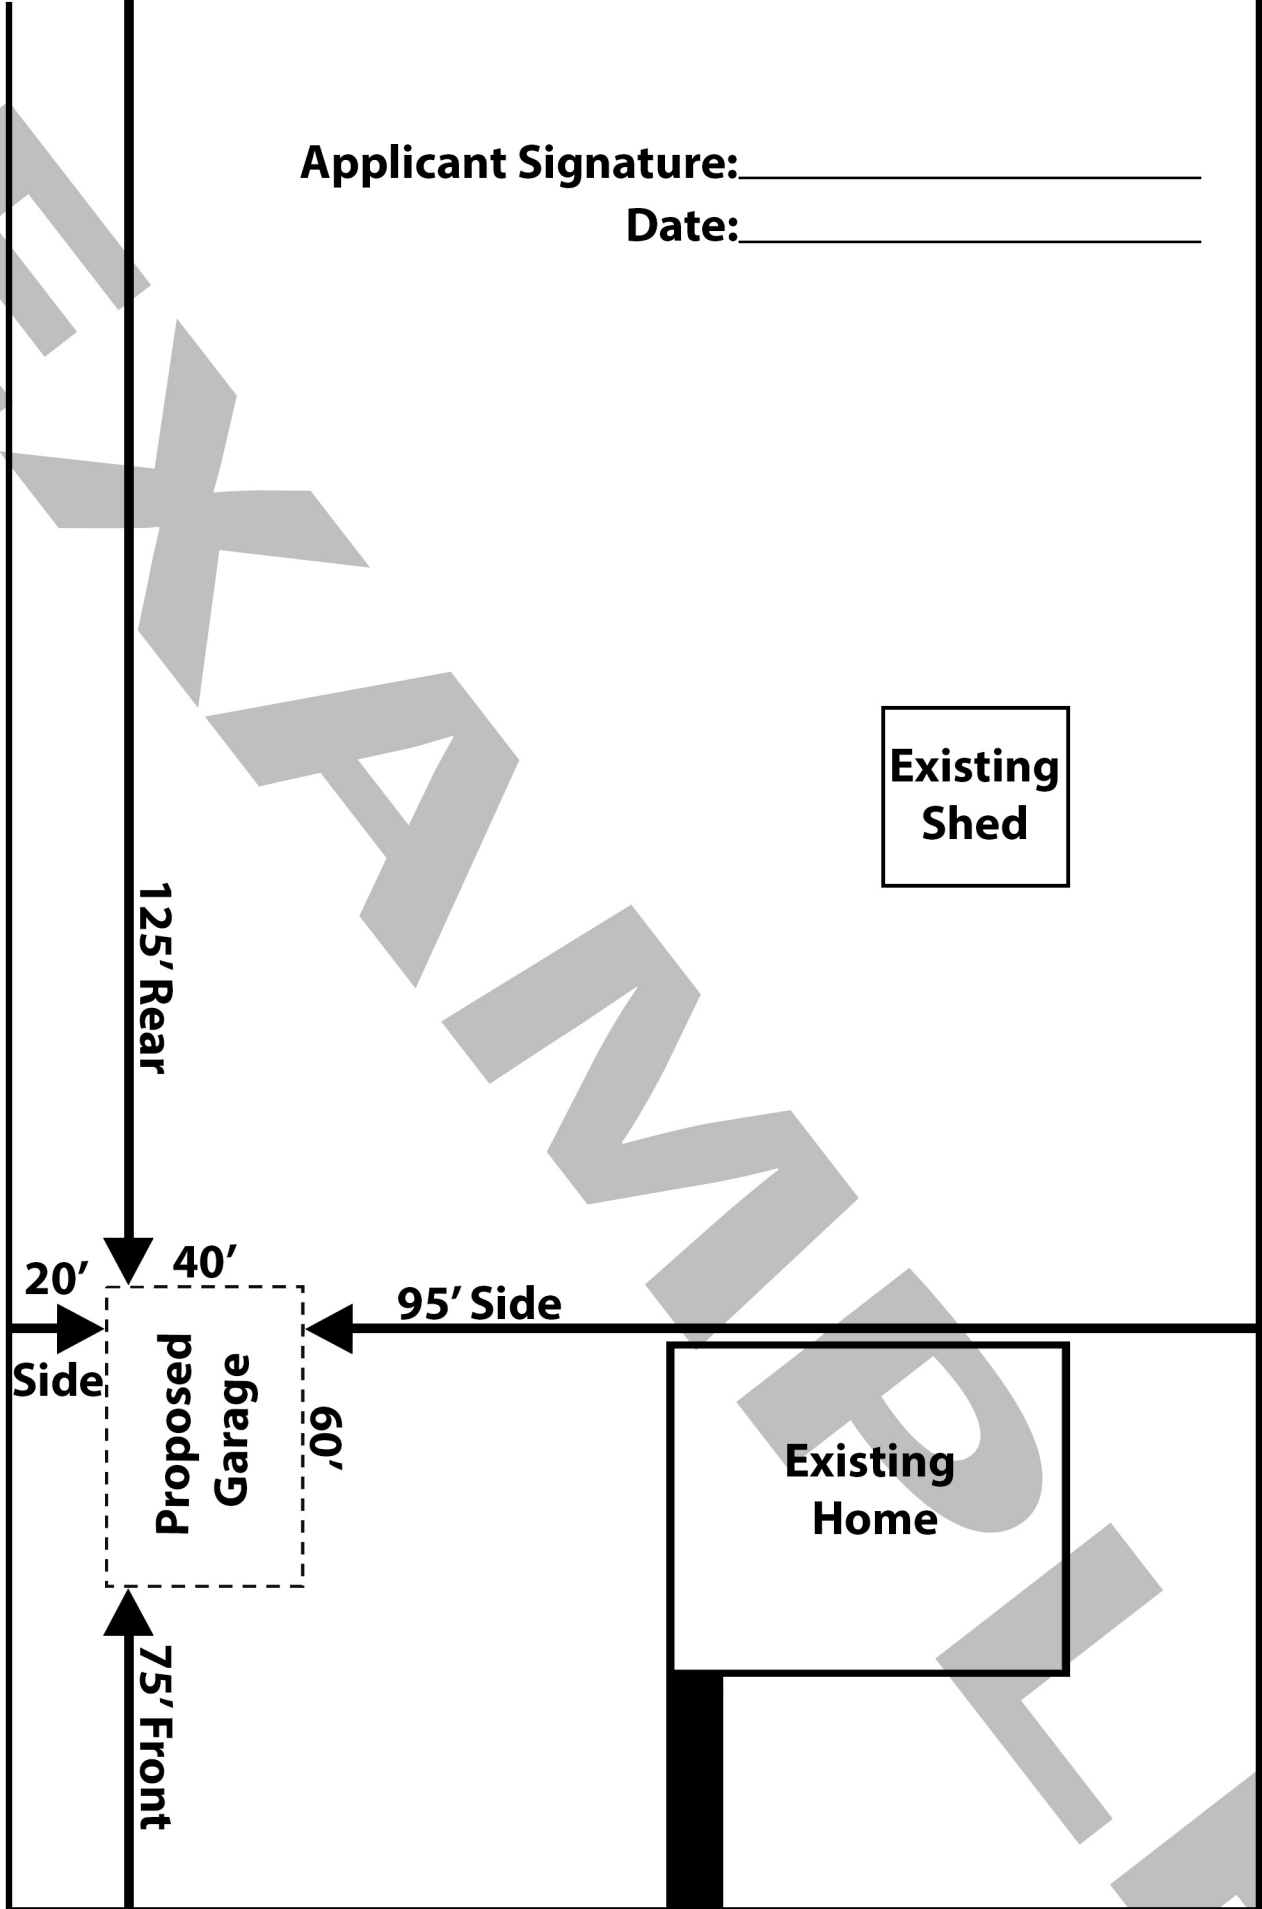 Applicant Signature:
Date:
EXAMPLE
Existing
Shed
125’ Rear
20’
Side
40’
95’ Side
Proposed
Garage
60’
Existing
Home
75’ Front